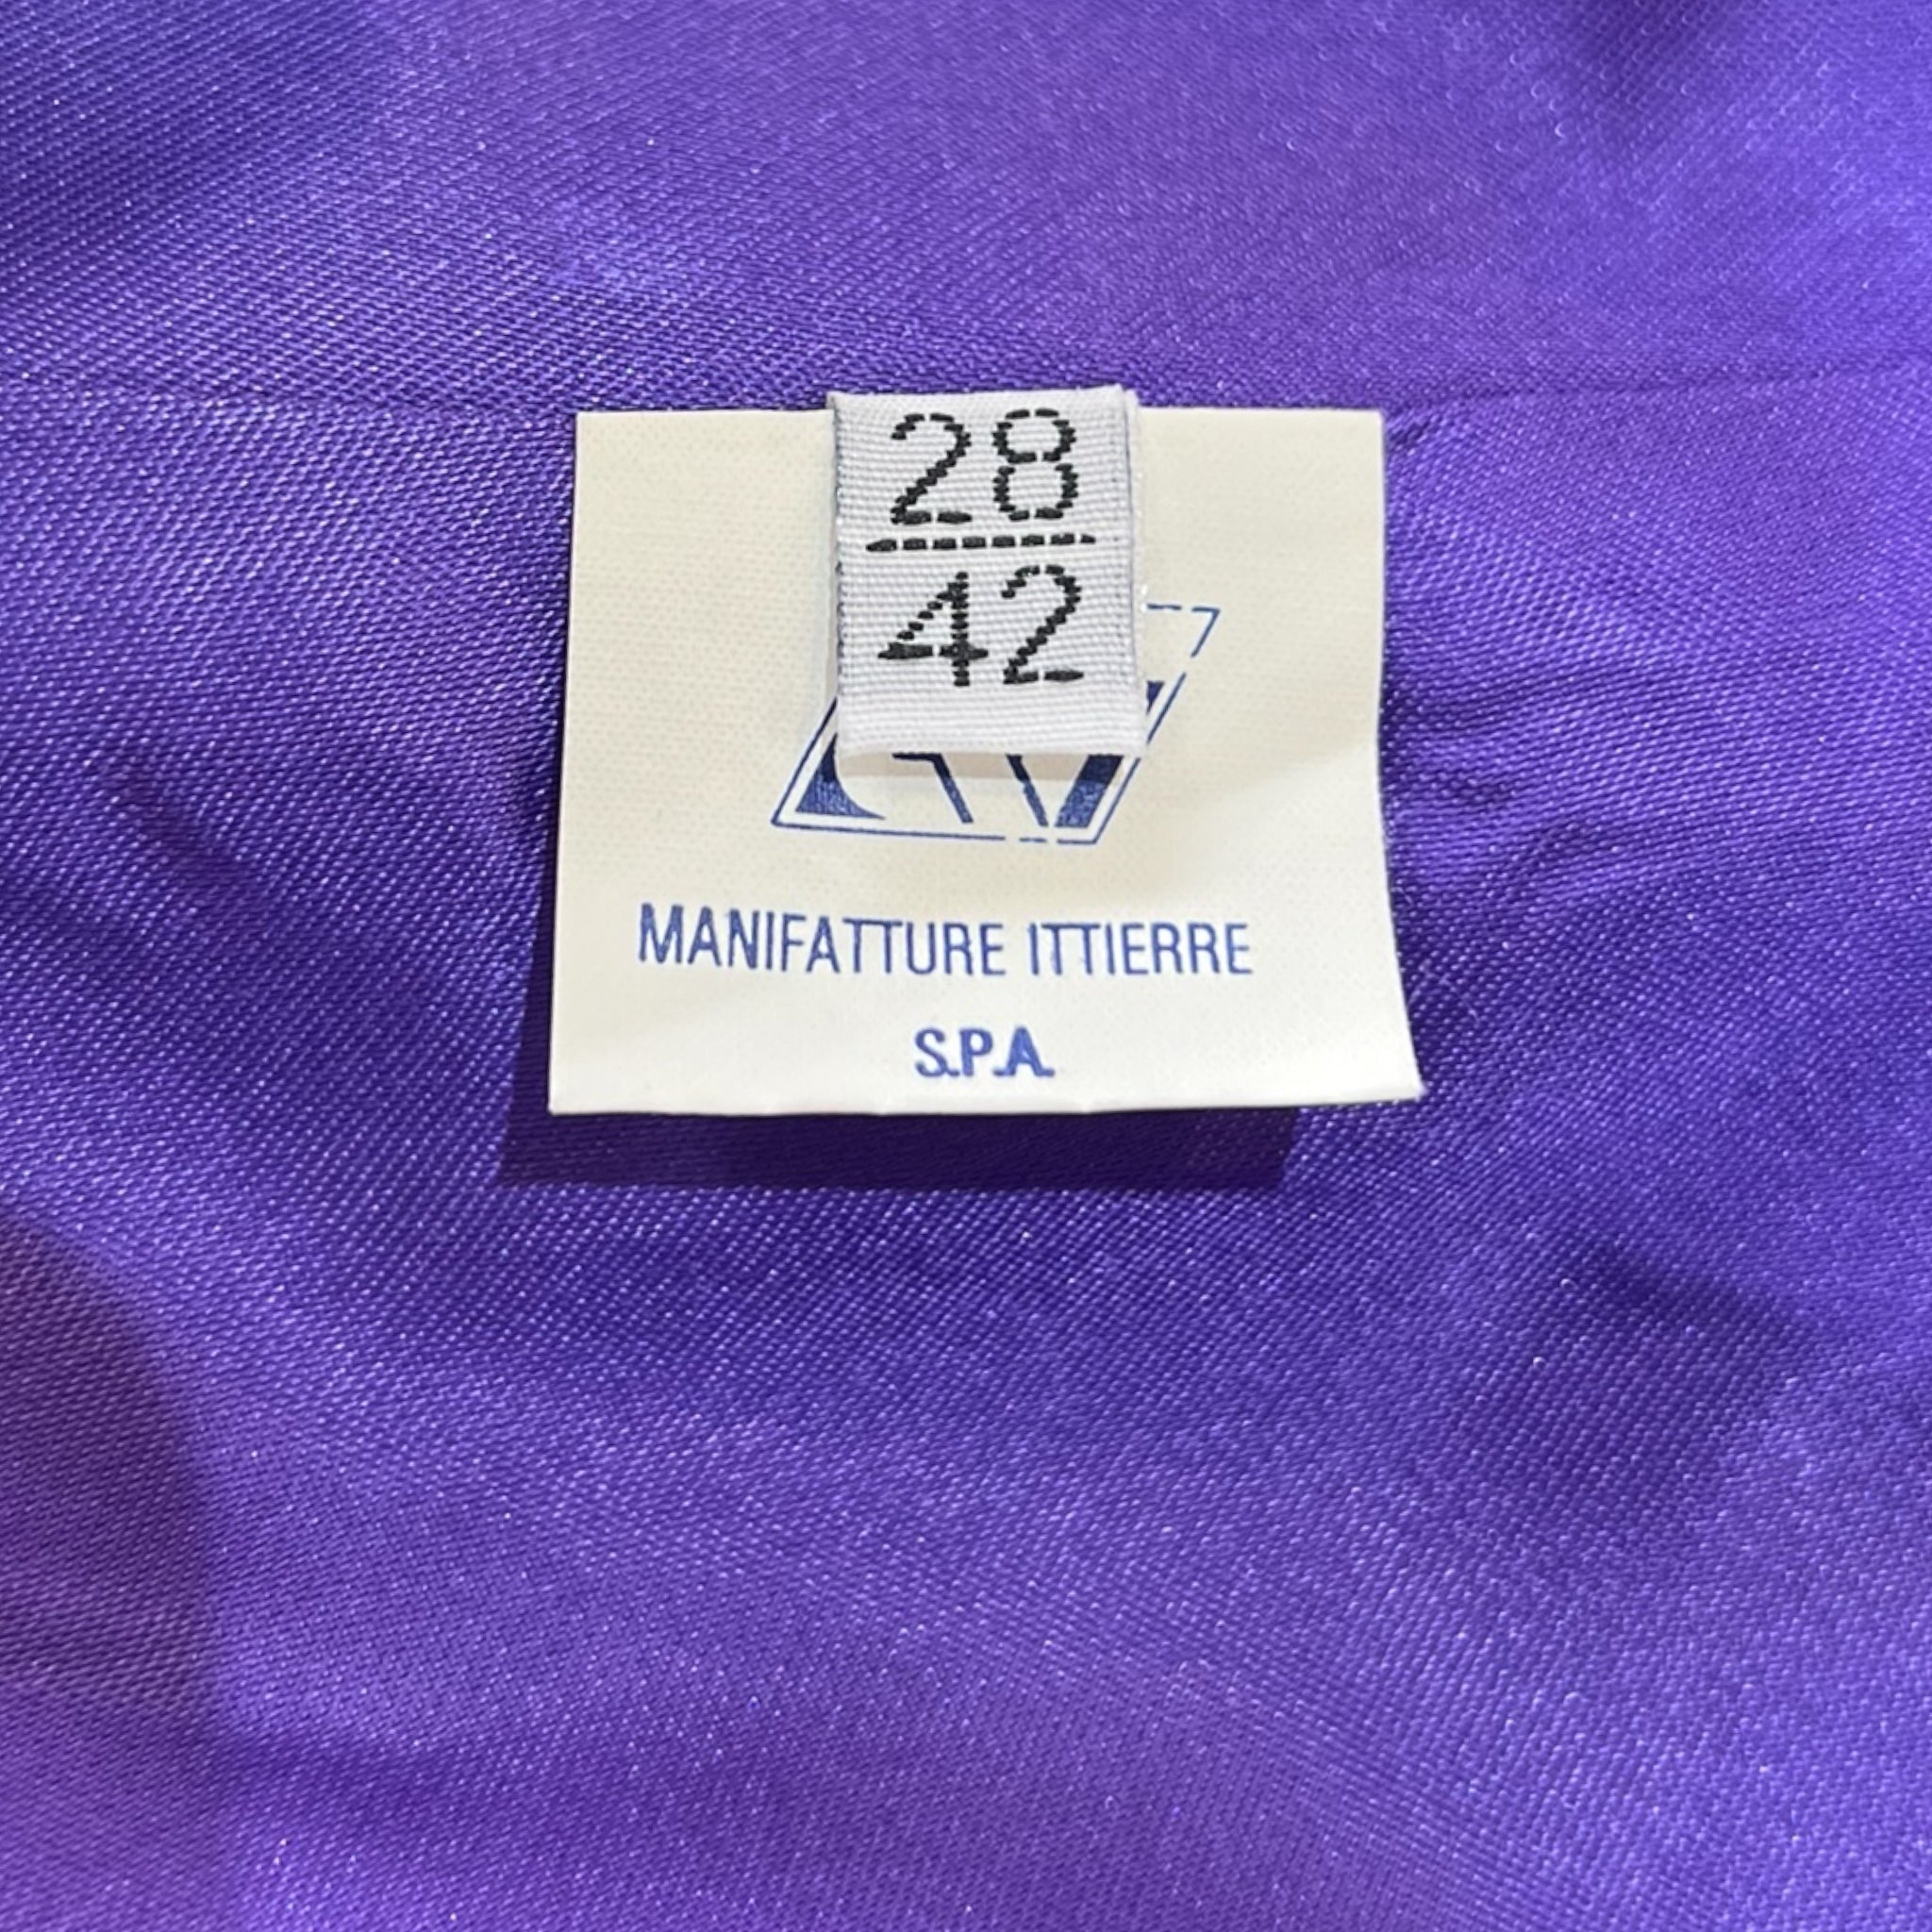 28
42
MANIFATTURE ITTIERRE
S.P.A.